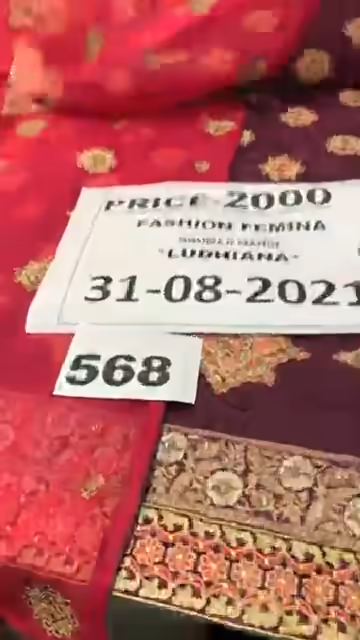 PRICE-2000
FASHION FEMINA
"LUDHIANA"
31-08-2021
568